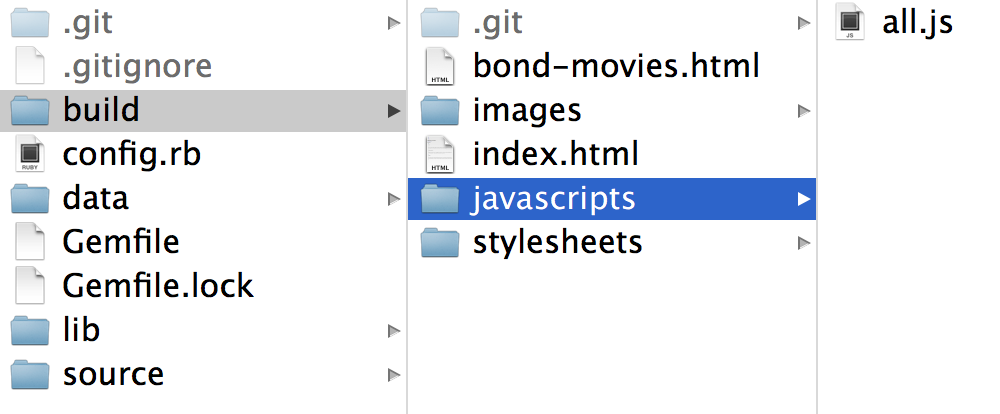 .git
.gitignore
build
config.rb
data
Gemfile
Gemfile.lock
lib
source
.git
bond-movies.html
images
index.html
javascripts
stylesheets
all.js
RUBY
HTML
HTML
JS